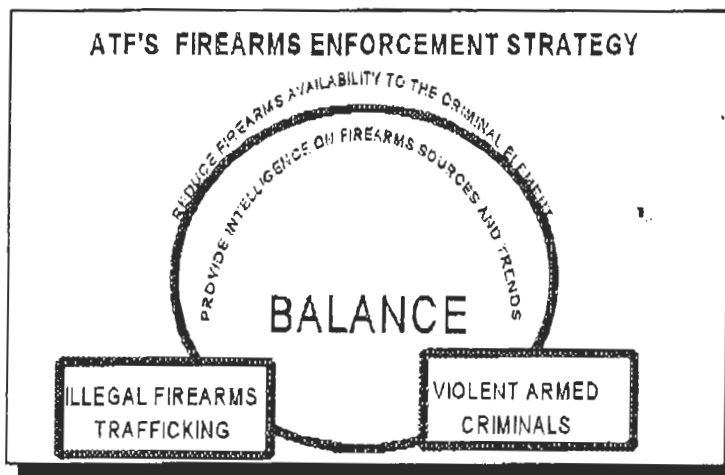 ATF'S FIREARMS ENFORCEMENT STRATEGY
REDUCE FIREARMS AVAILABILITY TO THE CRIMINAL ELEMENT
PROVIDE INTELLIGENCE ON FIREARMS SOURCES AND TRENDS
BALANCE
ILLEGAL FIREARMS
TRAFFICKING
VIOLENT ARMED
CRIMINALS